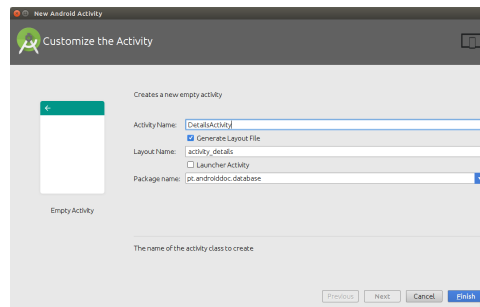 New Android Activity
Customize the Activity
Creates a new empty activity
Activity Name: DetailsActivity
Generate Layout File
Layout Name: activity_details
Launcher Activity
Package name: pt.androiddoc.database
Empty Activity
The name of the activity class to create
Previous Next Cancel Finish